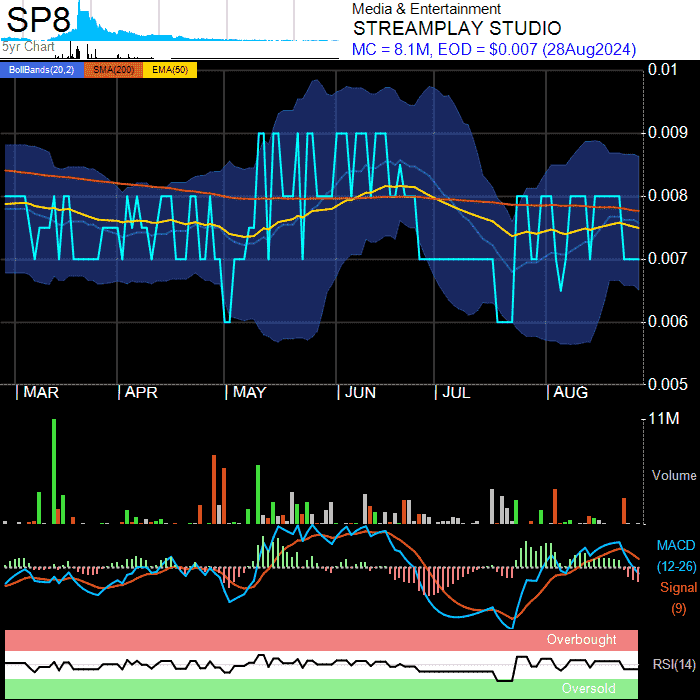 SP8
5yr Chart
Media & Entertainment
STREAMPLAY STUDIO
MC = 8.1M, EOD = $0.007 (28Aug2024)
BollBands(20,2) SMA(200) EMA(50)
0.01
0.009
0.008
0.007
0.006
0.005
MAR APR MAY JUN JUL AUG
11M
Volume
MACD
(12-26)
Signal
(9)
Overbought
RSI(14)
Oversold